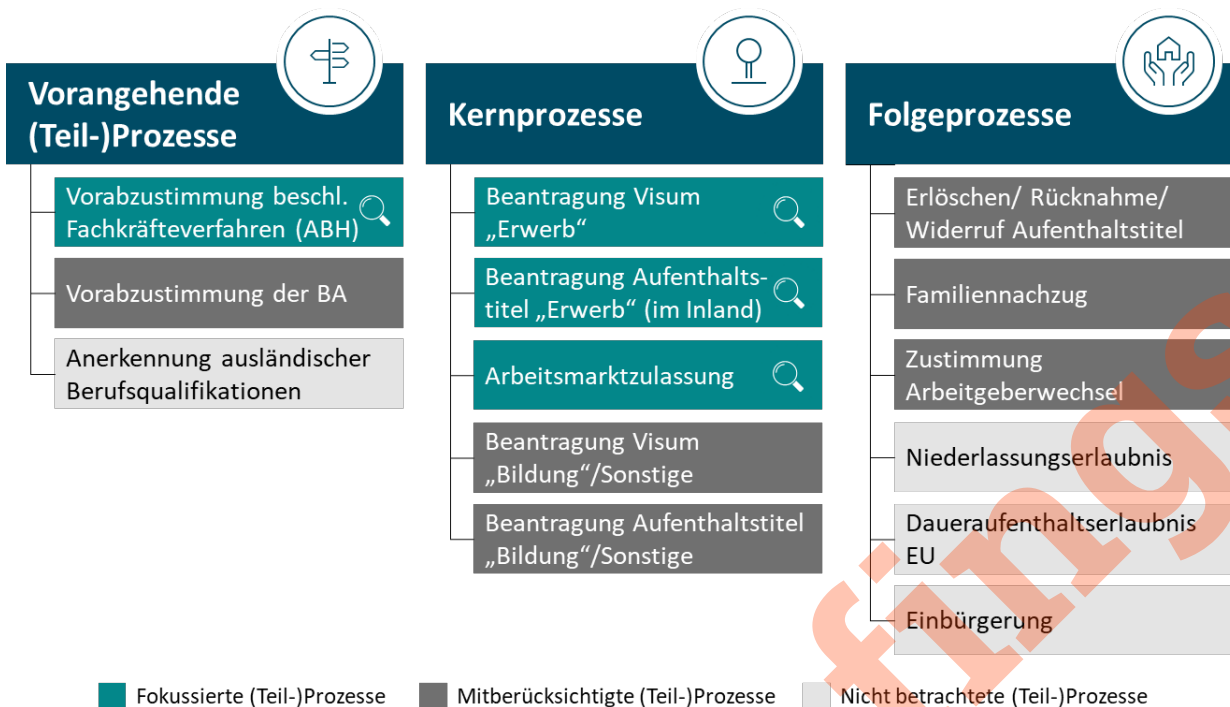 Vorangehende
(Teil-)Prozesse
Vorabzustimmung beschl.
Fachkräfteverfahren (ABH)
Vorabzustimmung der BA
Anerkennung ausländischer
Berufsqualifikationen
Kernprozesse
Beantragung Visum
„Erwerb“
Beantragung Aufenthalts-
titel „Erwerb“ (im Inland)
Arbeitsmarktzulassung
Beantragung Visum
„Bildung“/Sonstige
Beantragung Aufenthaltstitel
„Bildung“/Sonstige
Folgeprozesse
Erlöschen/ Rücknahme/
Widerruf Aufenthaltstitel
Familiennachzug
Zustimmung
Arbeitgeberwechsel
Niederlassungserlaubnis
Daueraufenthaltserlaubnis
EU
Einbürgerung
Fokussierte (Teil-)Prozesse
Mitberücksichtigte (Teil-)Prozesse
Nicht betrachtete (Teil-)Prozesse
fings